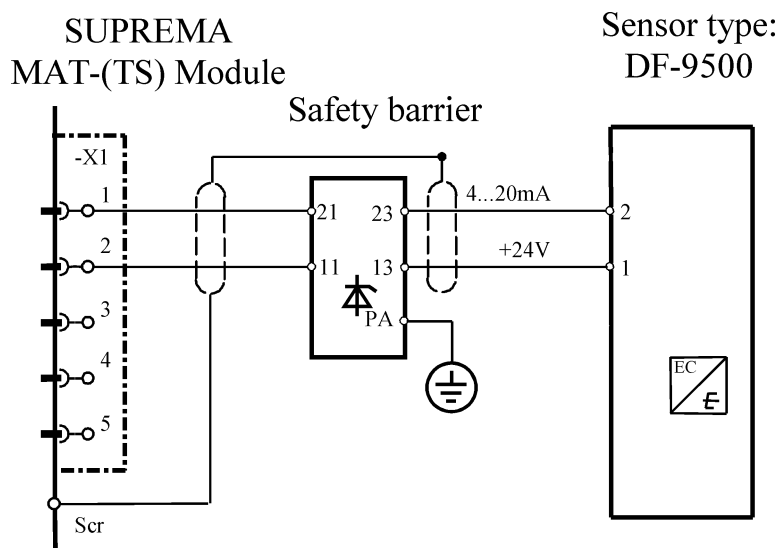 SUPREMA
MAT-(TS) Module
Sensor type:
DF-9500
Safety barrier
-X1
1
21
23
4...20mA
2
2
11
13
+24V
1
3
PA
4
EC
E
5
Scr